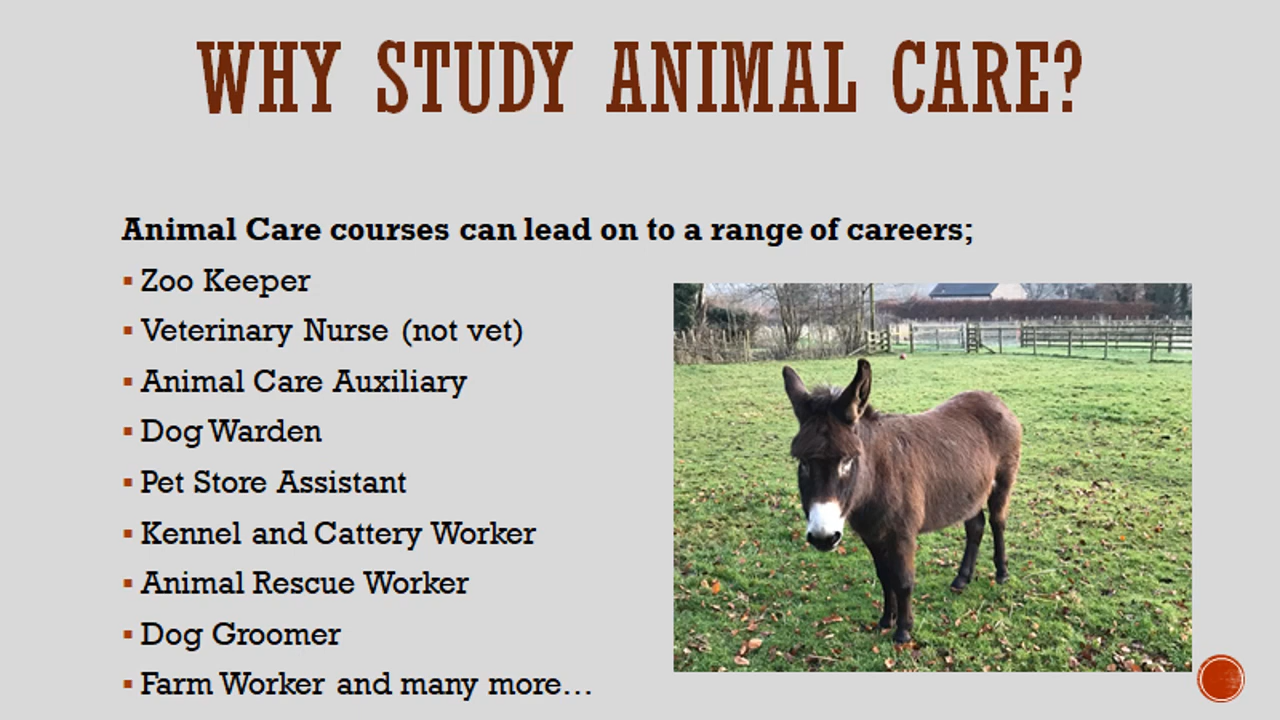 WHY STUDY ANIMAL CARE?
Animal Care courses can lead on to a range of careers;
▪ Zoo Keeper
▪ Veterinary Nurse (not vet)
▪ Animal Care Auxiliary
▪ Dog Warden
▪ Pet Store Assistant
▪ Kennel and Cattery Worker
▪ Animal Rescue Worker
▪ Dog Groomer
▪ Farm Worker and many more…